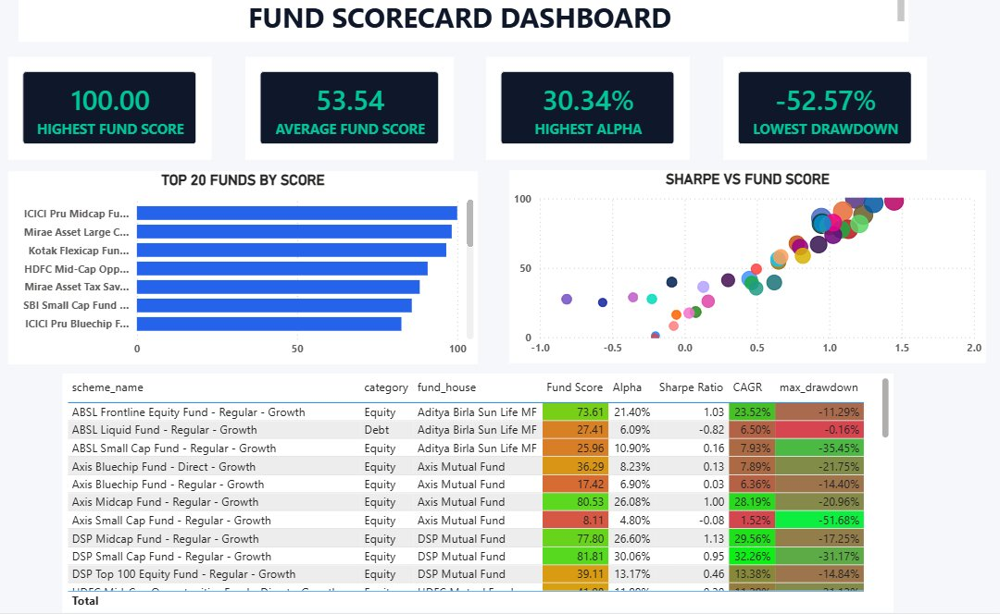 FUND SCORECARD DASHBOARD
100.00
HIGHEST FUND SCORE
53.54
AVERAGE FUND SCORE
30.34%
HIGHEST ALPHA
-52.57%
LOWEST DRAWDOWN
TOP 20 FUNDS BY SCORE
ICICI Pru Midcap Fu...
Mirae Asset Large C...
Kotak Flexicap Fun...
HDFC Mid-Cap Opp...
Mirae Asset Tax Sav...
SBI Small Cap Fund ...
ICICI Pru Bluechip F...
0 50 100
SHARPE VS FUND SCORE
100
50
0
-1.0 -0.5 0.0 0.5 1.0 1.5 2.0
scheme_name category fund_house Fund Score Alpha Sharpe Ratio CAGR max_drawdown
ABSL Frontline Equity Fund - Regular - Growth Equity Aditya Birla Sun Life MF 73.61 21.40% 1.03 23.52% -11.29%
ABSL Liquid Fund - Regular - Growth Debt Aditya Birla Sun Life MF 27.41 6.09% -0.82 6.50% -0.16%
ABSL Small Cap Fund - Regular - Growth Equity Aditya Birla Sun Life MF 25.96 10.90% 0.16 7.93% -35.45%
Axis Bluechip Fund - Direct - Growth Equity Axis Mutual Fund 36.29 8.23% 0.13 7.89% -21.75%
Axis Bluechip Fund - Regular - Growth Equity Axis Mutual Fund 17.42 6.90% 0.03 6.36% -14.40%
Axis Midcap Fund - Regular - Growth Equity Axis Mutual Fund 80.53 26.08% 1.00 28.19% -20.96%
Axis Small Cap Fund - Regular - Growth Equity Axis Mutual Fund 8.11 4.80% -0.08 1.52% -51.68%
DSP Midcap Fund - Regular - Growth Equity DSP Mutual Fund 77.80 26.60% 1.13 29.56% -17.25%
DSP Small Cap Fund - Regular - Growth Equity DSP Mutual Fund 81.81 30.06% 0.95 32.26% -31.17%
DSP Top 100 Equity Fund - Regular - Growth Equity DSP Mutual Fund 39.11 13.17% 0.46 13.38% -14.84%
Total